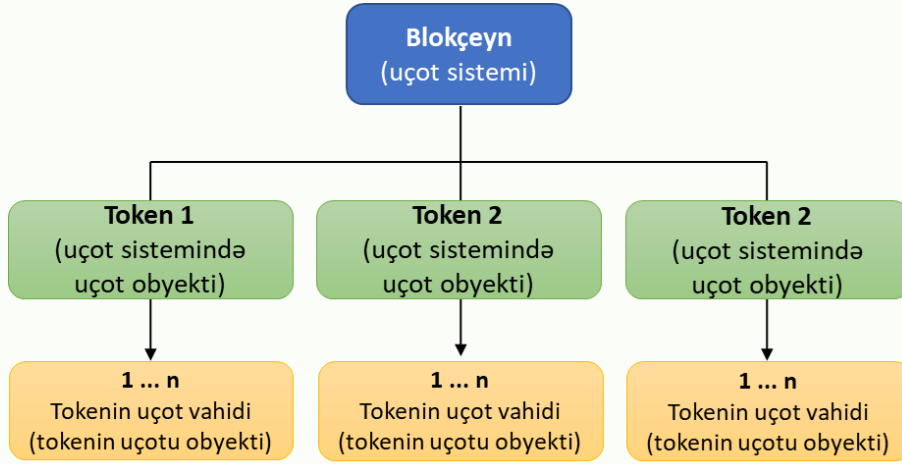 Blokçeyn
(uçot sistemi)
Token 1
(uçot sistemində
uçot obyekti)
Token 2
(uçot sistemində
uçot obyekti)
Token 2
(uçot sistemində
uçot obyekti)
1 ... n
Tokenin uçot vahidi
(tokenin uçotu obyekti)
1 ... n
Tokenin uçot vahidi
(tokenin uçotu obyekti)
1 ... n
Tokenin uçot vahidi
(tokenin uçotu obyekti)